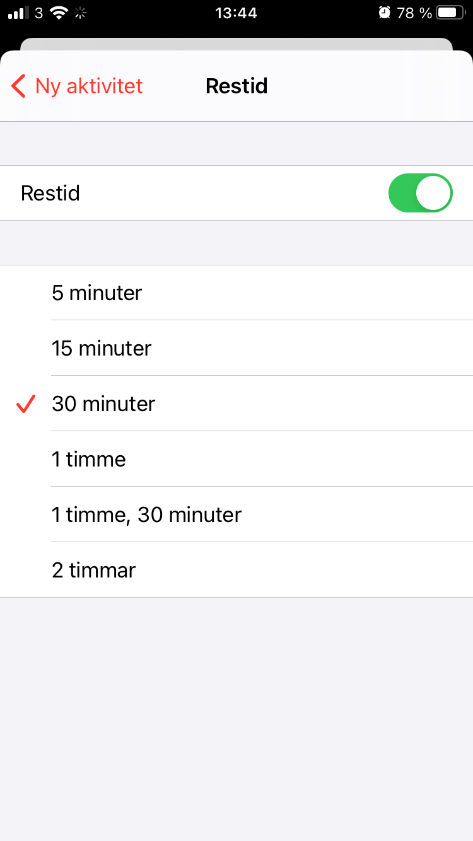 3
13:44
78 %
Ny aktivitet
Restid
Restid
5 minuter
15 minuter
30 minuter
1 timme
1 timme, 30 minuter
2 timmar